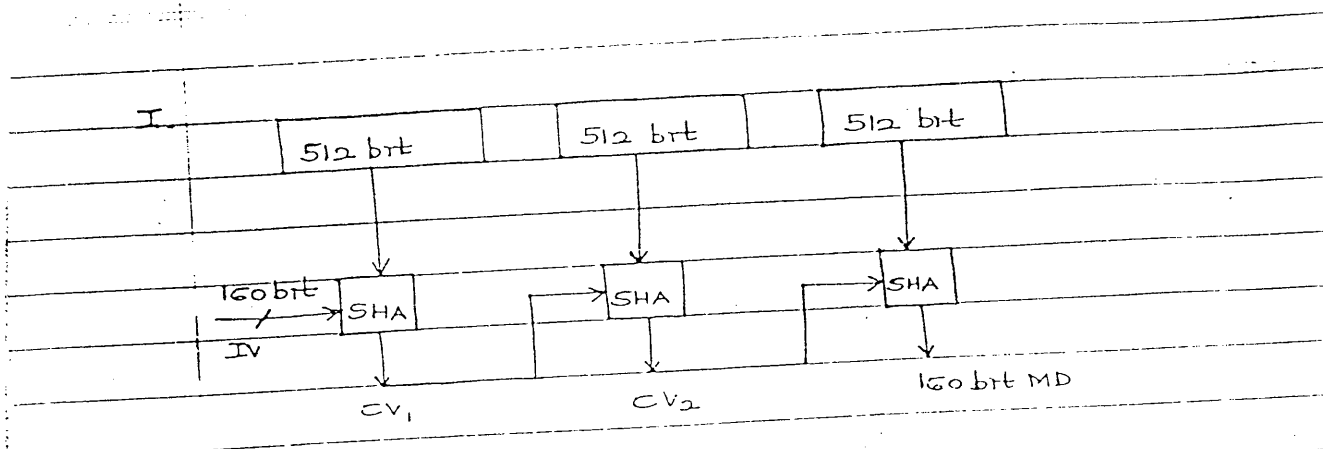 I
512 bit
512 bit
512 bit
160 bit
IV
SHA
SHA
SHA
CV1
CV2
160 bit MD